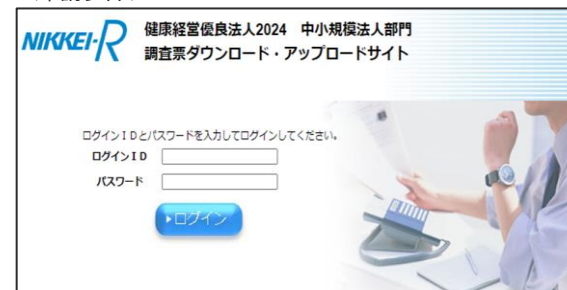 NIKKEI-R
健康経営優良法人2024　中小規模法人部門
調査票ダウンロード・アップロードサイト
ログインIDとパスワードを入力してログインしてください。
ログインID
パスワード
ログイン